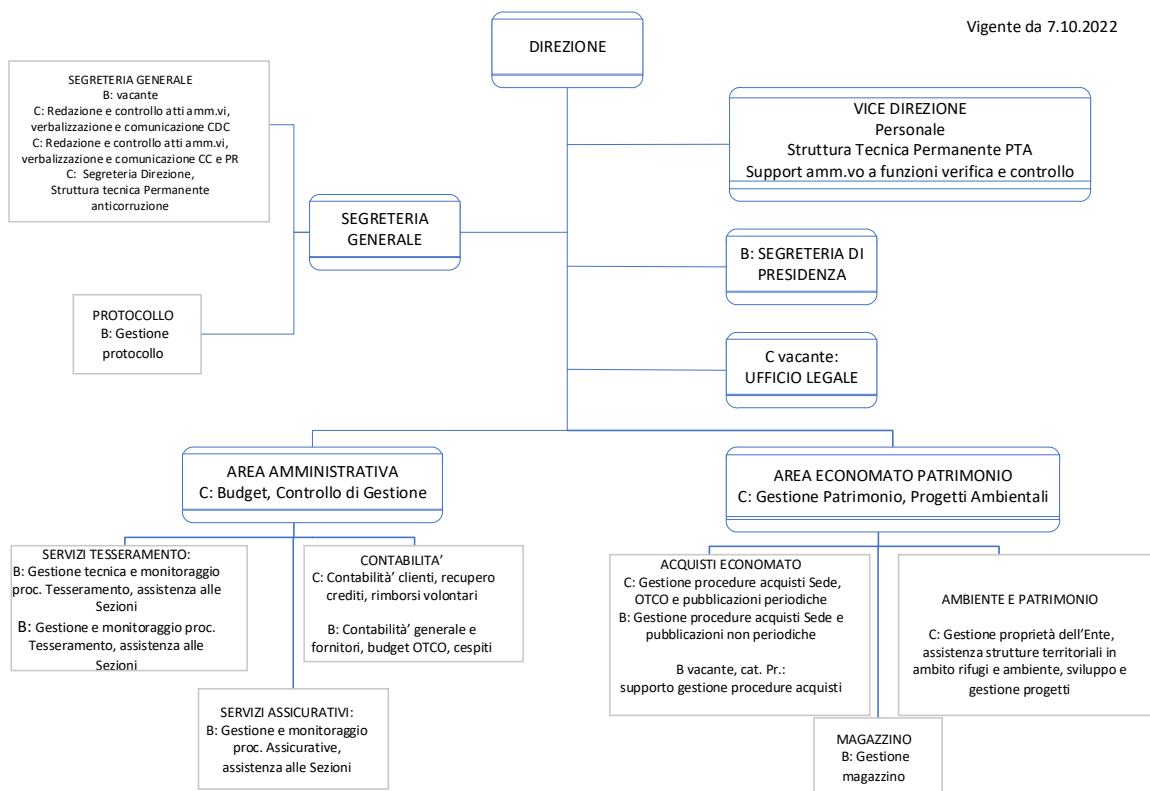 Vigente da 7.10.2022
DIREZIONE
SEGRETERIA GENERALE
B: vacante
C: Redazione e controllo atti amm.vi,
verbalizzazione e comunicazione CDC
C: Redazione e controllo atti amm.vi,
verbalizzazione e comunicazione CC e PR
C: Segreteria Direzione,
Struttura tecnica Permanente
anticorruzione
VICE DIREZIONE
Personale
Struttura Tecnica Permanente PTA
Support amm.vo a funzioni verifica e controllo
SEGRETERIA
GENERALE
B: SEGRETERIA DI
PRESIDENZA
PROTOCOLLO
B: Gestione
protocollo
C vacante:
UFFICIO LEGALE
AREA AMMINISTRATIVA
C: Budget, Controllo di Gestione
AREA ECONOMATO PATRIMONIO
C: Gestione Patrimonio, Progetti Ambientali
SERVIZI TESSERAMENTO:
B: Gestione tecnica e monitoraggio
proc. Tesseramento, assistenza alle
Sezioni
B: Gestione e monitoraggio proc.
Tesseramento, assistenza alle
Sezioni
CONTABILITA'
C: Contabilità' clienti, recupero
crediti, rimborsi volontari
B: Contabilità' generale e
fornitori, budget OTCO, cespiti
SERVIZI ASSICURATIVI:
B: Gestione e monitoraggio
proc. Assicurative,
assistenza alle Sezioni
ACQUISTI ECONOMATO
C: Gestione procedure acquisti Sede,
OTCO e pubblicazioni periodiche
B: Gestione procedure acquisti Sede e
pubblicazioni non periodiche
B vacante, cat. Pr.:
supporto gestione procedure acquisti
AMBIENTE E PATRIMONIO
C: Gestione proprietà dell'Ente,
assistenza strutture territoriali in
ambito rifugi e ambiente, sviluppo e
gestione progetti
MAGAZZINO
B: Gestione
magazzino